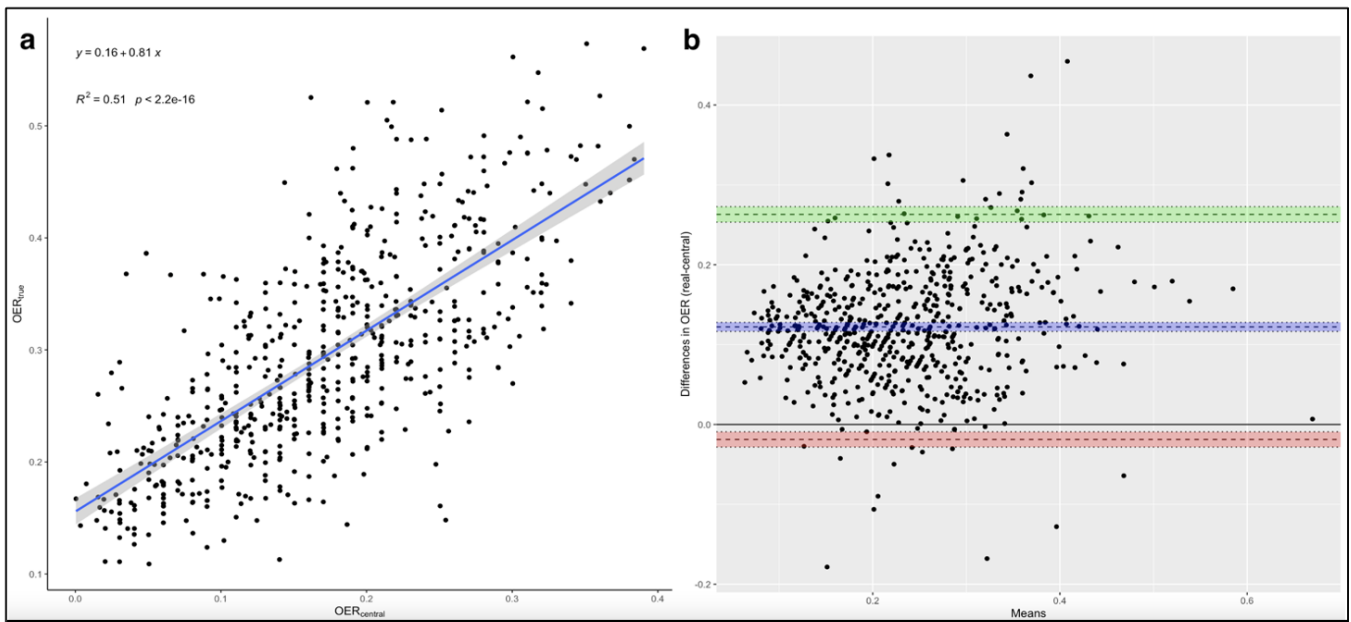 a
y = 0.16 + 0.81 x
R² = 0.51 p < 2.2e-16
0.5
0.4
0.3
0.2
0.1
OERtrue
0.0
0.1
0.2
0.3
0.4
OERcentral
b
0.4
0.2
0.0
-0.2
Differences in OER (real-central)
0.2
0.4
0.6
Means